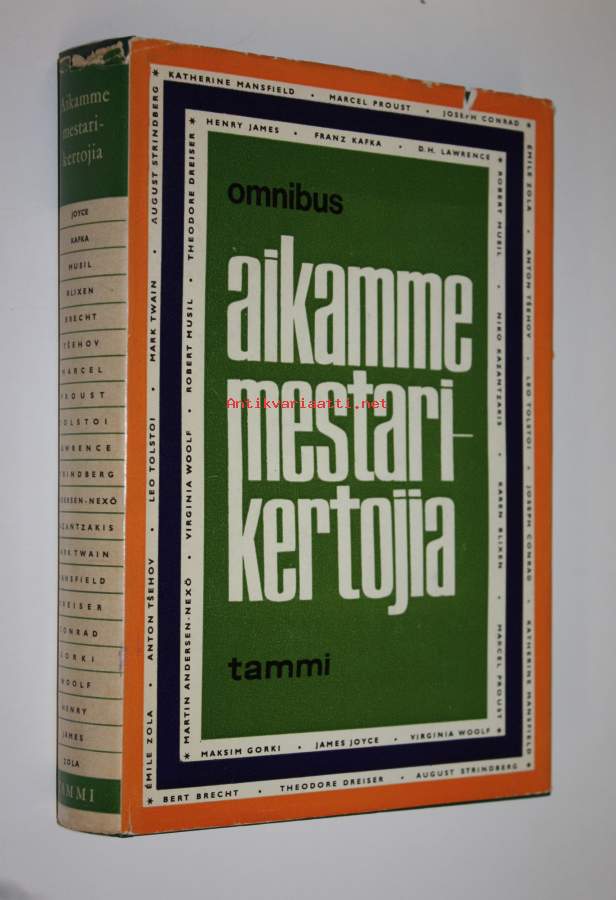 Aikamme
mestari-
kertojia
JOYCE
KAFKA
MUSIL
BLIXEN
BRECHT
TŠEHOV
MARCEL
PROUST
TOLSTOI
LAWRENCE
STRINDBERG
ANDERSEN-NEXÖ
KAZANTZAKIS
MARK TWAIN
MANSFIELD
DREISER
CONRAD
GORKI
WOOLF
HENRY
JAMES
ZOLA
TAMMI
* KATHERINE MANSFIELD • MARCEL PROUST • JOSEPH CONRAD *
ÉMILE ZOLA • ANTON TŠEHOV • LEO TOLSTOI • JOSEPH CONRAD • KATHERINE MANSFIELD *
BERT BRECHT • THEODORE DREISER • AUGUST STRINDBERG
* ÉMILE ZOLA • ANTON TŠEHOV • LEO TOLSTOI • MARK TWAIN • AUGUST STRINDBERG
* HENRY JAMES • FRANZ KAFKA • D.H. LAWRENCE *
ROBERT MUSIL • NIKO KAZANTZAKIS • KAREN BLIXEN • MARCEL PROUST *
MAKSIM GORKI • JAMES JOYCE • VIRGINIA WOOLF
* MARTIN ANDERSEN-NEXÖ • VIRGINIA WOOLF • ROBERT MUSIL • THEODORE DREISER
omnibus
aikamme
mestari-
kertojia
tammi
Antikvariaatti.net